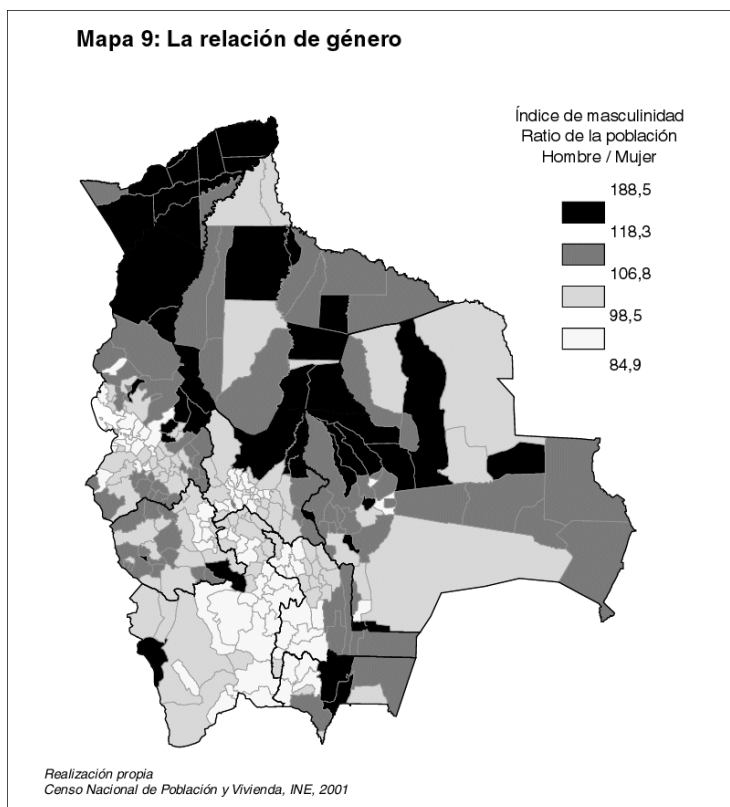 Mapa 9: La relación de género
Índice de masculinidad
Ratio de la población
Hombre / Mujer
188,5
118,3
106,8
98,5
84,9
Realización propia
Censo Nacional de Población y Vivienda, INE, 2001